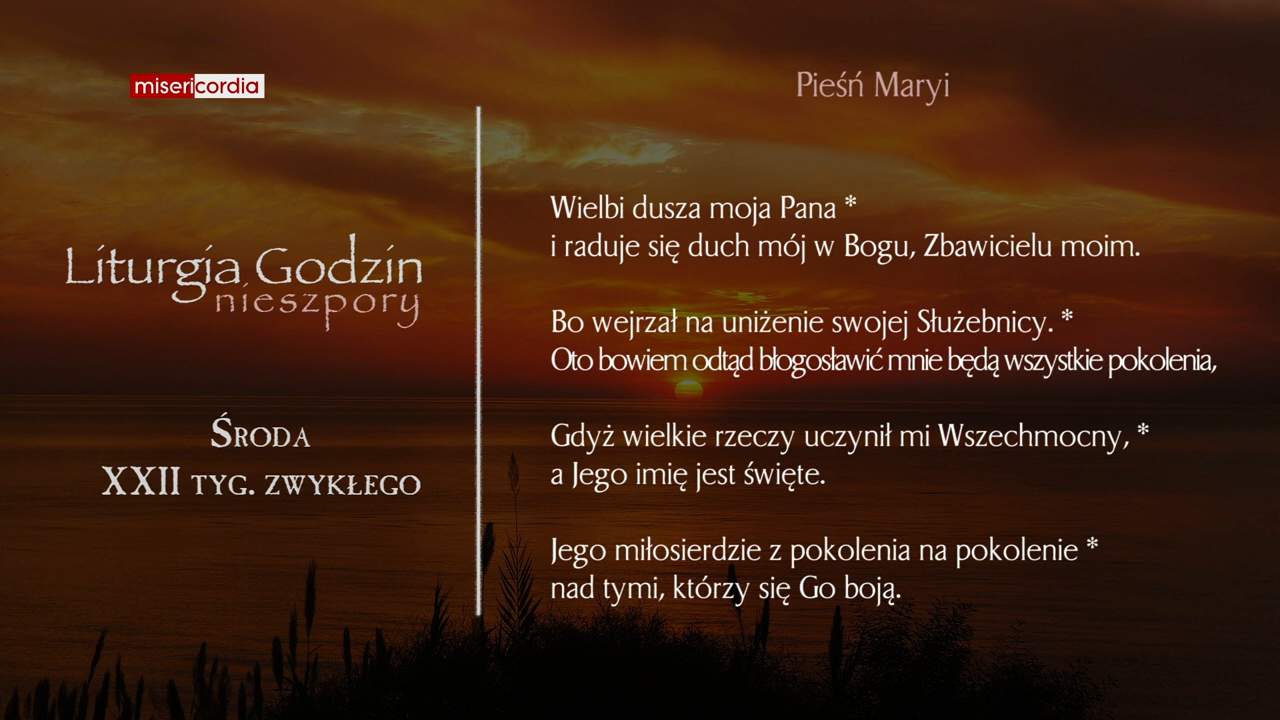 misericordia
Liturgia Godzin
nieszpory
Środa
XXII tyg. zwykłego
Pieśń Maryi
Wielbi dusza moja Pana *
i raduje się duch mój w Bogu, Zbawicielu moim.
Bo wejrzał na uniżenie swojej Służebnicy. *
Oto bowiem odtąd błogosławić mnie będą wszystkie pokolenia,
Gdyż wielkie rzeczy uczynił mi Wszechmocny, *
a Jego imię jest święte.
Jego miłosierdzie z pokolenia na pokolenie *
nad tymi, którzy się Go boją.